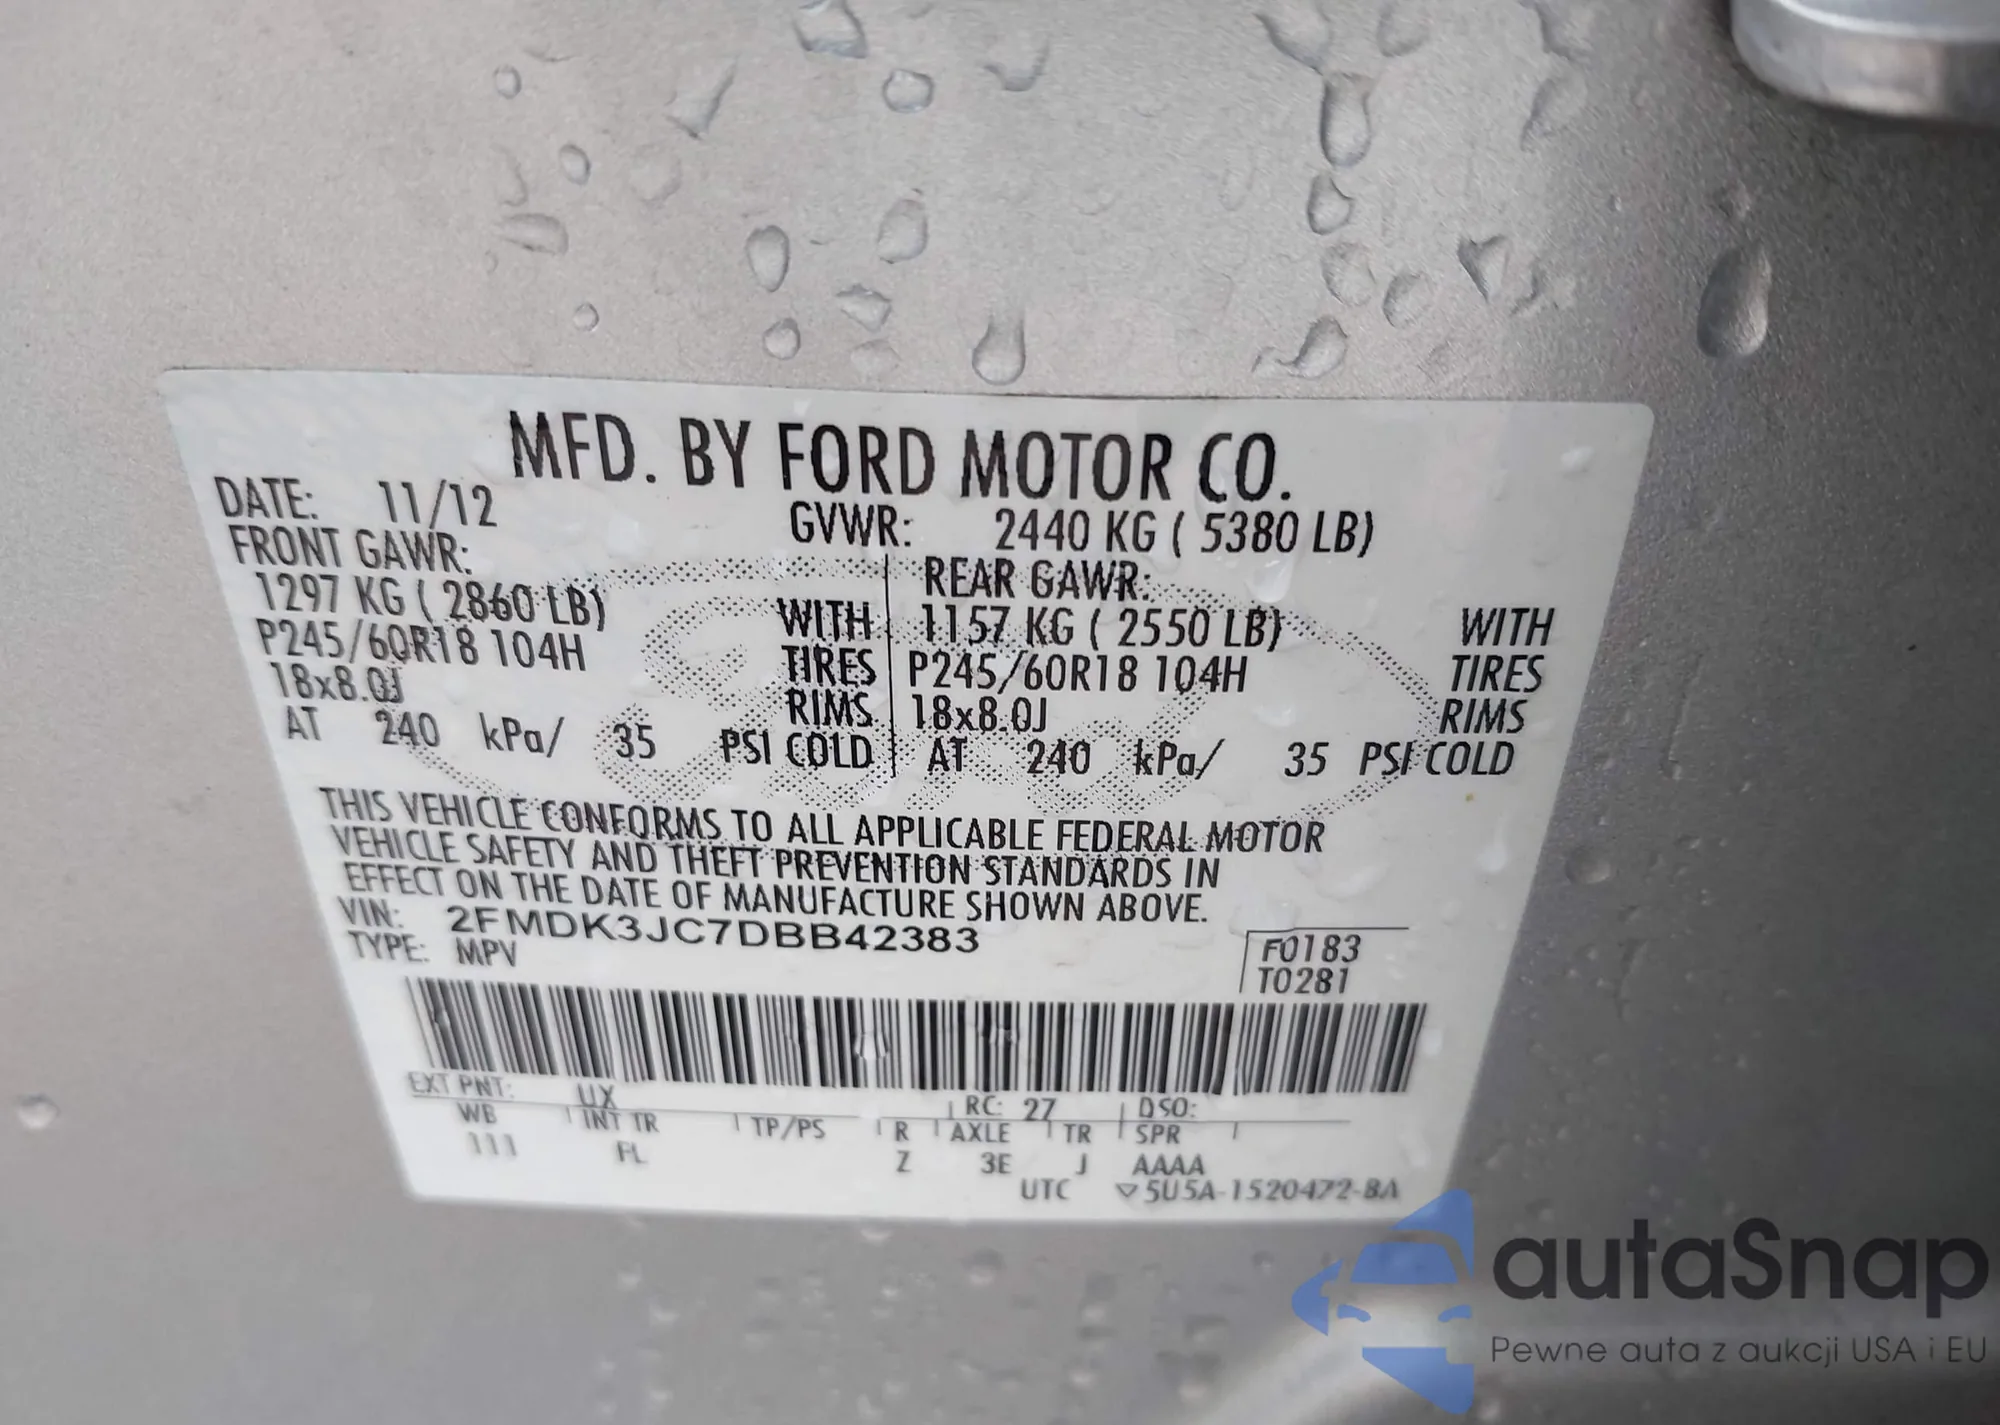 MFD. BY FORD MOTOR CO.
DATE: 11/12
GVWR: 2440 KG ( 5380 LB)
FRONT GAWR:
1297 KG ( 2860 LB) WITH
P245/60R18 104H TIRES
18x8.0J RIMS
AT 240 kPa/ 35 PSI COLD
REAR GAWR:
1157 KG ( 2550 LB) WITH
P245/60R18 104H TIRES
18x8.0J RIMS
AT 240 kPa/ 35 PSI COLD
THIS VEHICLE CONFORMS TO ALL APPLICABLE FEDERAL MOTOR
VEHICLE SAFETY AND THEFT PREVENTION STANDARDS IN
EFFECT ON THE DATE OF MANUFACTURE SHOWN ABOVE.
VIN: 2FMDK3JC7DBB42383
TYPE: MPV
F0183
T0281
EXT PNT: UX RC: 27 DSO:
WB INT TR TP/PS R AXLE TR SPR
111 FL Z 3E J AAAA
UTC ▽5U5A-1520472-BA
autaSnap
Pewne auta z aukcji USA i EU